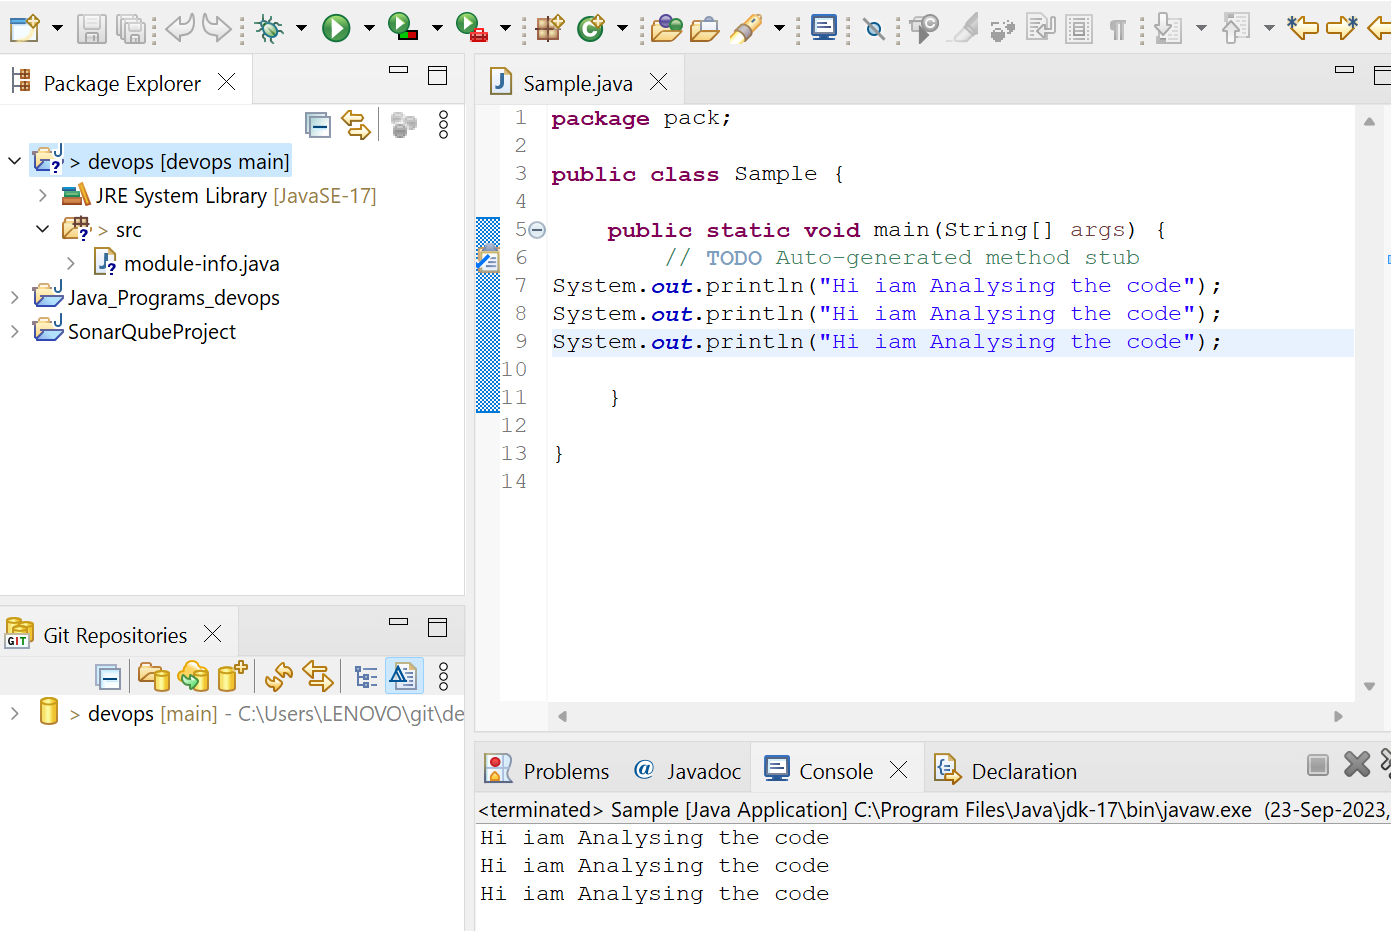 Package Explorer
> devops [devops main]
JRE System Library [JavaSE-17]
> src
module-info.java
Java_Programs_devops
SonarQubeProject
Git Repositories
GIT
> devops [main] - C:\Users\LENOVO\git\de
Sample.java
1 package pack;
2
3 public class Sample {
4
5 public static void main(String[] args) {
6 // TODO Auto-generated method stub
7 System.out.println("Hi iam Analysing the code");
8 System.out.println("Hi iam Analysing the code");
9 System.out.println("Hi iam Analysing the code");
10
11 }
12
13 }
14
Problems @ Javadoc Console Declaration
<terminated> Sample [Java Application] C:\Program Files\Java\jdk-17\bin\javaw.exe (23-Sep-2023,
Hi iam Analysing the code
Hi iam Analysing the code
Hi iam Analysing the code